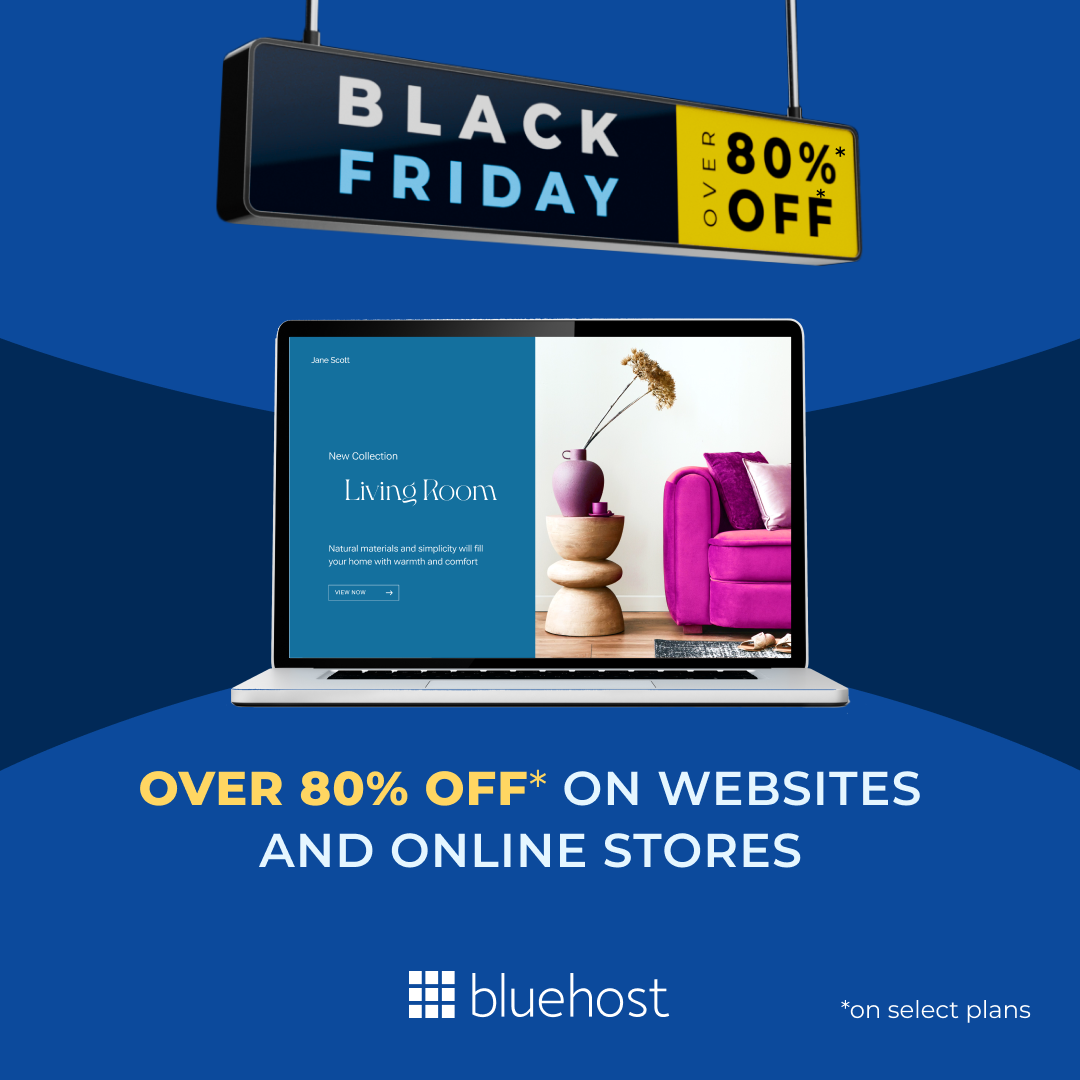 BLACK
FRIDAY
OVER
80%*
OFF*
Jane Scott
New Collection
Living Room
Natural materials and simplicity will fill
your home with warmth and comfort
VIEW NOW →
OVER 80% OFF* ON WEBSITES
AND ONLINE STORES
bluehost
*on select plans